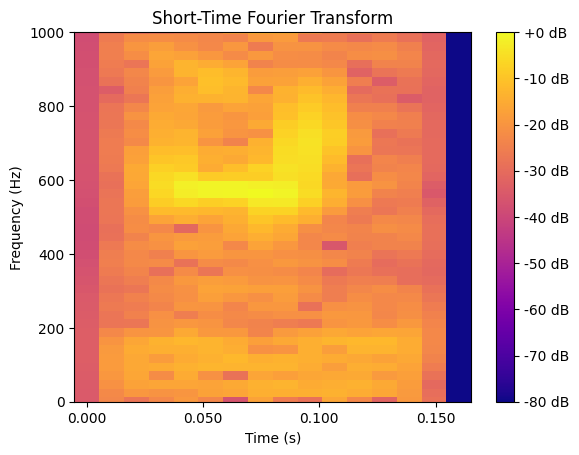 Short-Time Fourier Transform
1000
800
600
400
200
0
Frequency (Hz)
0.000
0.050
0.100
0.150
Time (s)
+0 dB
-10 dB
-20 dB
-30 dB
-40 dB
-50 dB
-60 dB
-70 dB
-80 dB